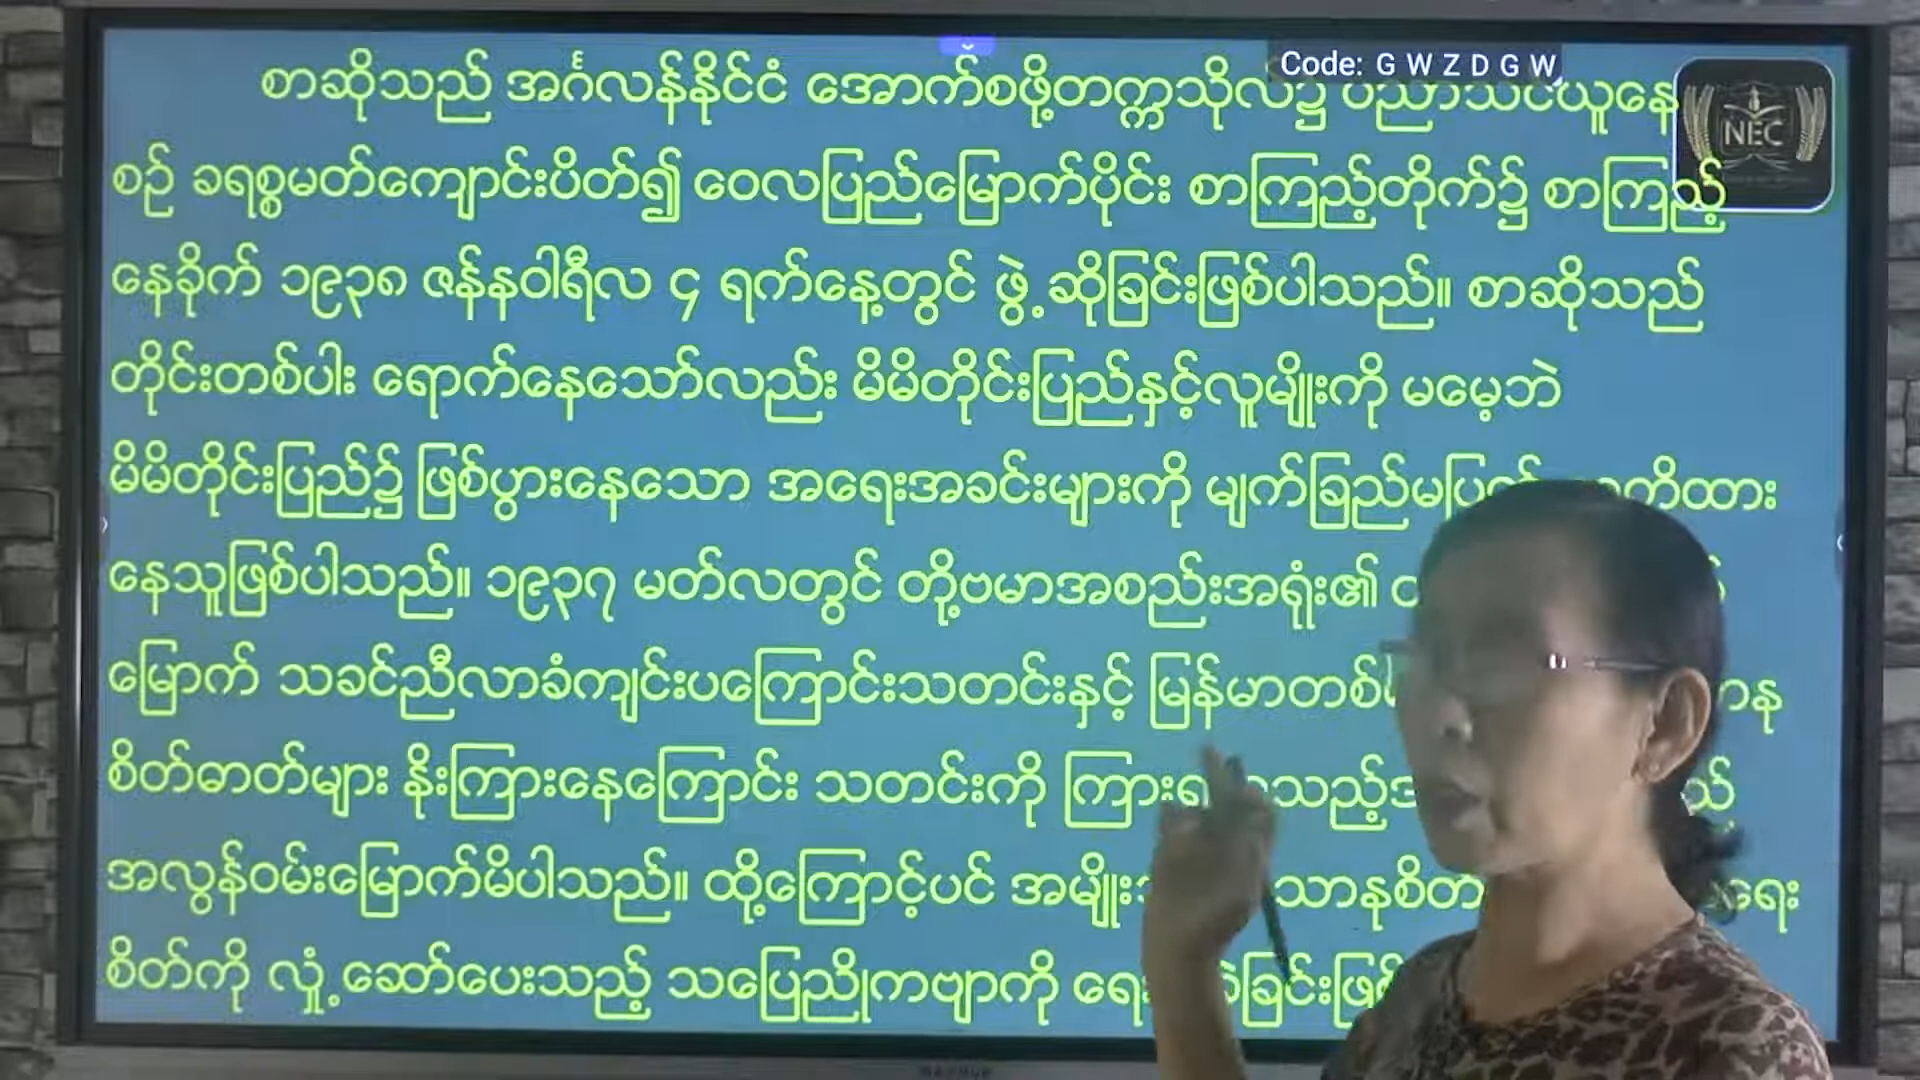 Code: G W Z D G W
NEC
စာဆိုသည် အင်္ဂလန်နိုင်ငံ အောက်စဖို့တက္ကသိုလ်၌ ပညာသင်ယူနေ
စဉ် ခရစ္စမတ်ကျောင်းပိတ်၍ ဝေလပြည်မြောက်ပိုင်း စာကြည့်တိုက်၌ စာကြည့်
နေခိုက် ၁၉၃၈ ဇန်နဝါရီလ ၄ ရက်နေ့တွင် ဖွဲ့ဆိုခြင်းဖြစ်ပါသည်။ စာဆိုသည်
တိုင်းတစ်ပါး ရောက်နေသော်လည်း မိမိတိုင်းပြည်နှင့်လူမျိုးကို မမေ့ဘဲ
မိမိတိုင်းပြည်၌ ဖြစ်ပွားနေသော အရေးအခင်းများကို မျက်ခြည်မပြတ်
နေသူဖြစ်ပါသည်။ ၁၉၃၇ မတ်လတွင် တို့ဗမာအစည်းအရုံး၏
မြောက် သခင်ညီလာခံကျင်းပကြောင်းသတင်းနှင့်
စိတ်ဓာတ်များ နိုးကြားနေကြောင်း သတင်းကို
အလွန်ဝမ်းမြောက်မိပါသည်။ ထို့ကြောင့်ပင်
စိတ်ကို လှုံ့ဆော်ပေးသည့် သပြေညိုကဗျာကို